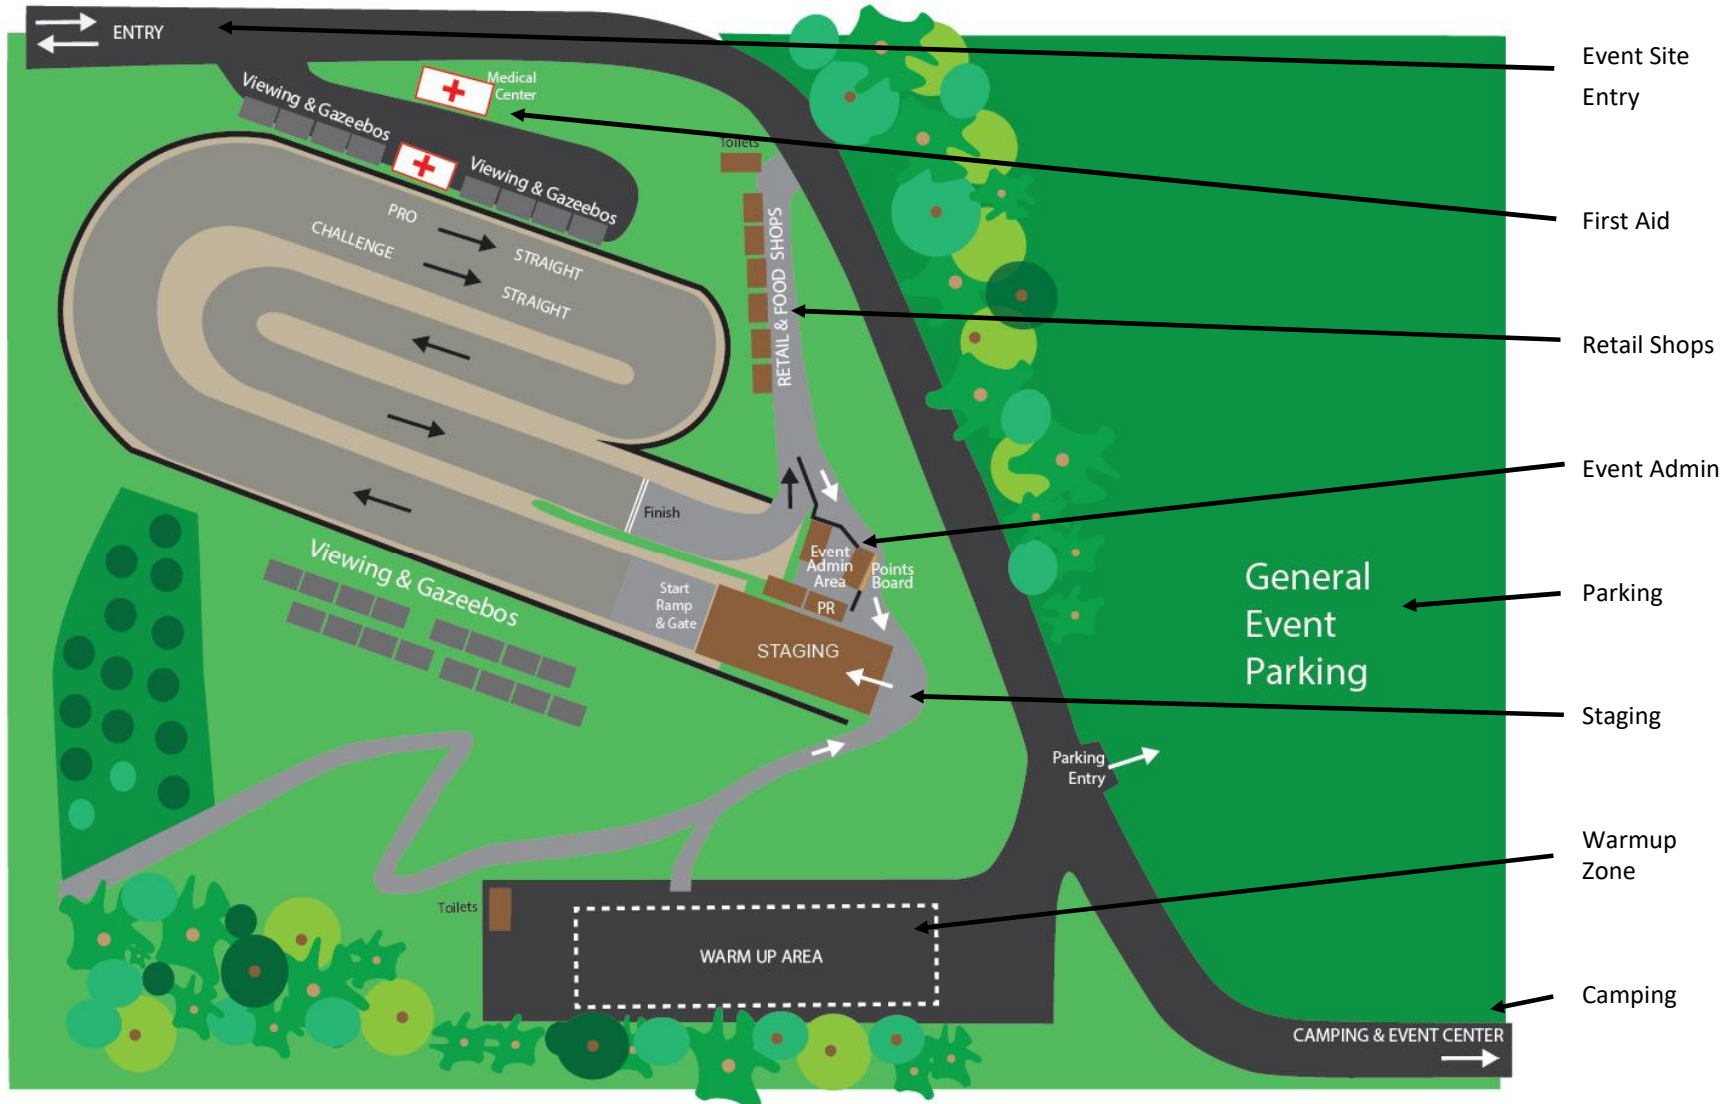 ENTRY
Event Site
Entry
Medical
Center
Viewing & Gazeebos
Toilets
Viewing & Gazeebos
PRO
STRAIGHT
CHALLENGE
STRAIGHT
RETAIL & FOOD SHOPS
First Aid
Retail Shops
Event Admin
Finish
Event
Admin
Area
Points
Board
PR
Start
Ramp
& Gate
STAGING
Viewing & Gazeebos
General
Event
Parking
Parking
Staging
Parking
Entry
Warmup
Zone
Toilets
WARM UP AREA
Camping
CAMPING & EVENT CENTER